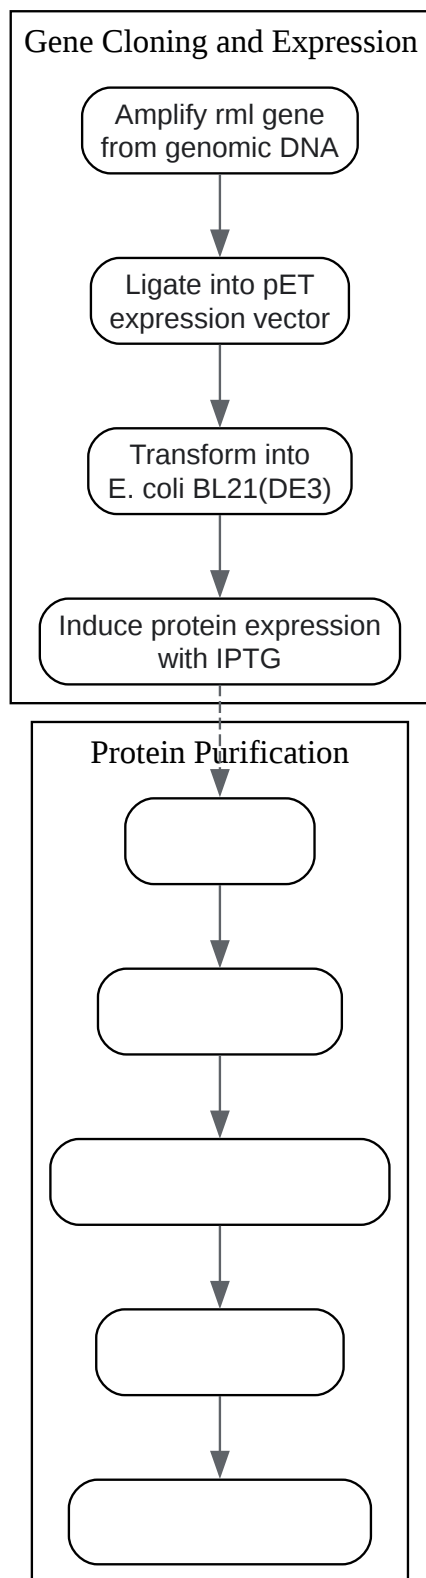 Gene Cloning and Expression
Amplify rml gene
from genomic DNA
Ligate into pET
expression vector
Transform into
E. coli BL21(DE3)
Induce protein expression
with IPTG
Protein Purification